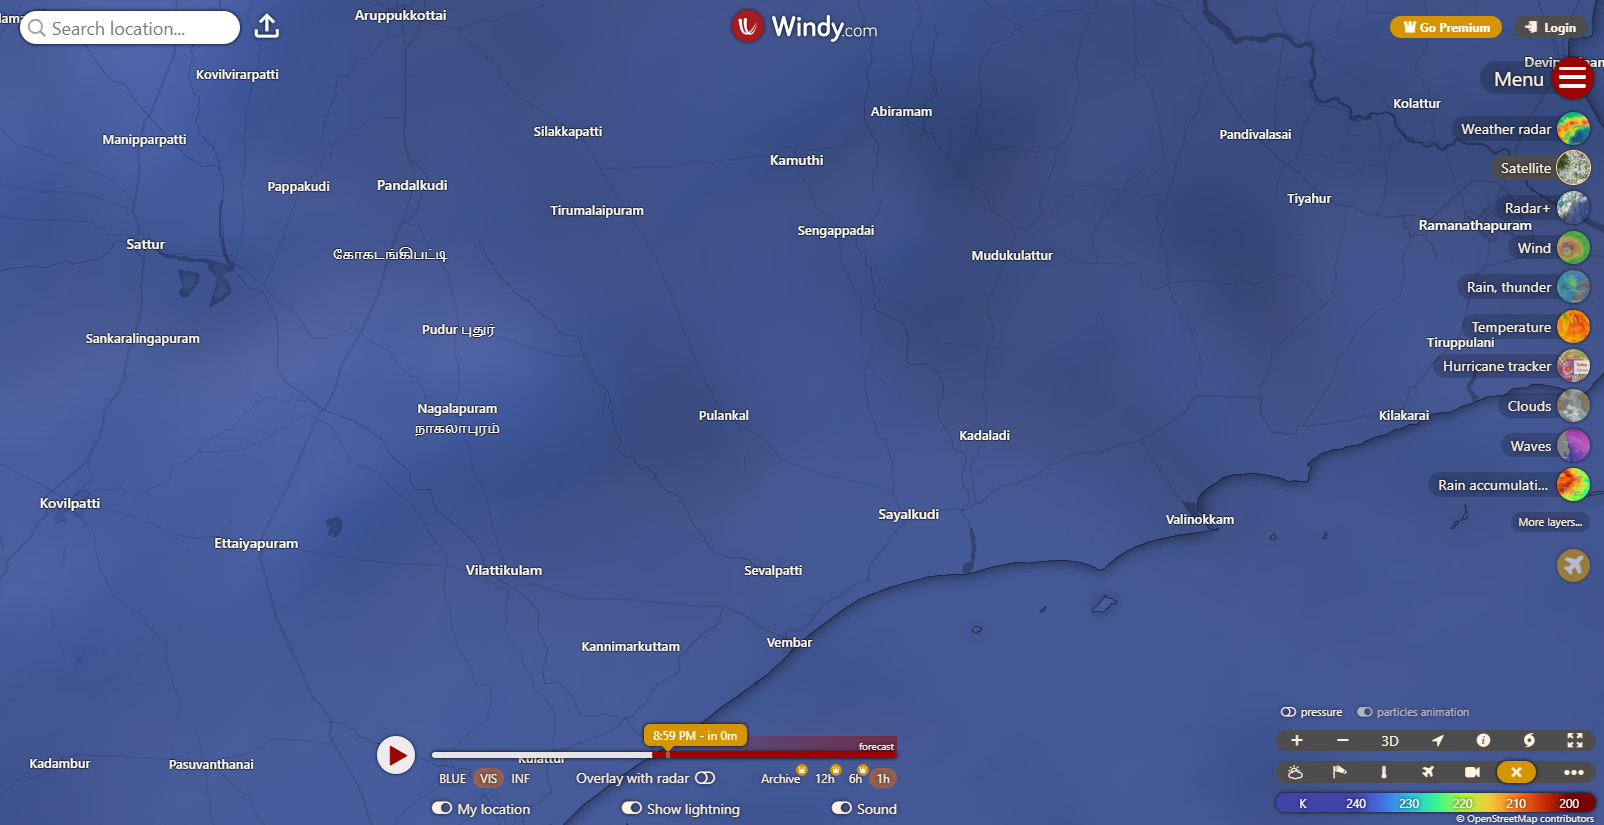 Aruppukkottai
Search location...
Windy.com
Go Premium
Login
Kovilvirarpatti
Menu
Abiramam
Kolattur
Manipparpatti
Silakkapatti
Pandivalasai
Weather radar
Kamuthi
Satellite
Pappakudi
Pandalkudi
Tirumalaipuram
Tiyahur
Radar+
Ramanathapuram
Sengappadai
Sattur
கோகடங்கிபட்டி
Mudukulattur
Wind
Rain, thunder
Pudur புதுர்
Temperature
Sankaralingapuram
Tiruppulani
Hurricane tracker
Nagalapuram
நாகலாபுரம்
Pulankal
Kilakarai
Clouds
Kadaladi
Waves
Rain accumulati...
Kovilpatti
Sayalkudi
Valinokkam
More layers...
Ettaiyapuram
Vilattikulam
Sevalpatti
Kannimarkuttam
Vembar
pressure
particles animation
8:59 PM - in 0m
forecast
3D
Kadambur
Pasuvanthanai
Kulattur
BLUE VIS INF
Overlay with radar
Archive 12h 6h 1h
My location
Show lightning
Sound
K 240 230 220 210 200
© OpenStreetMap contributors